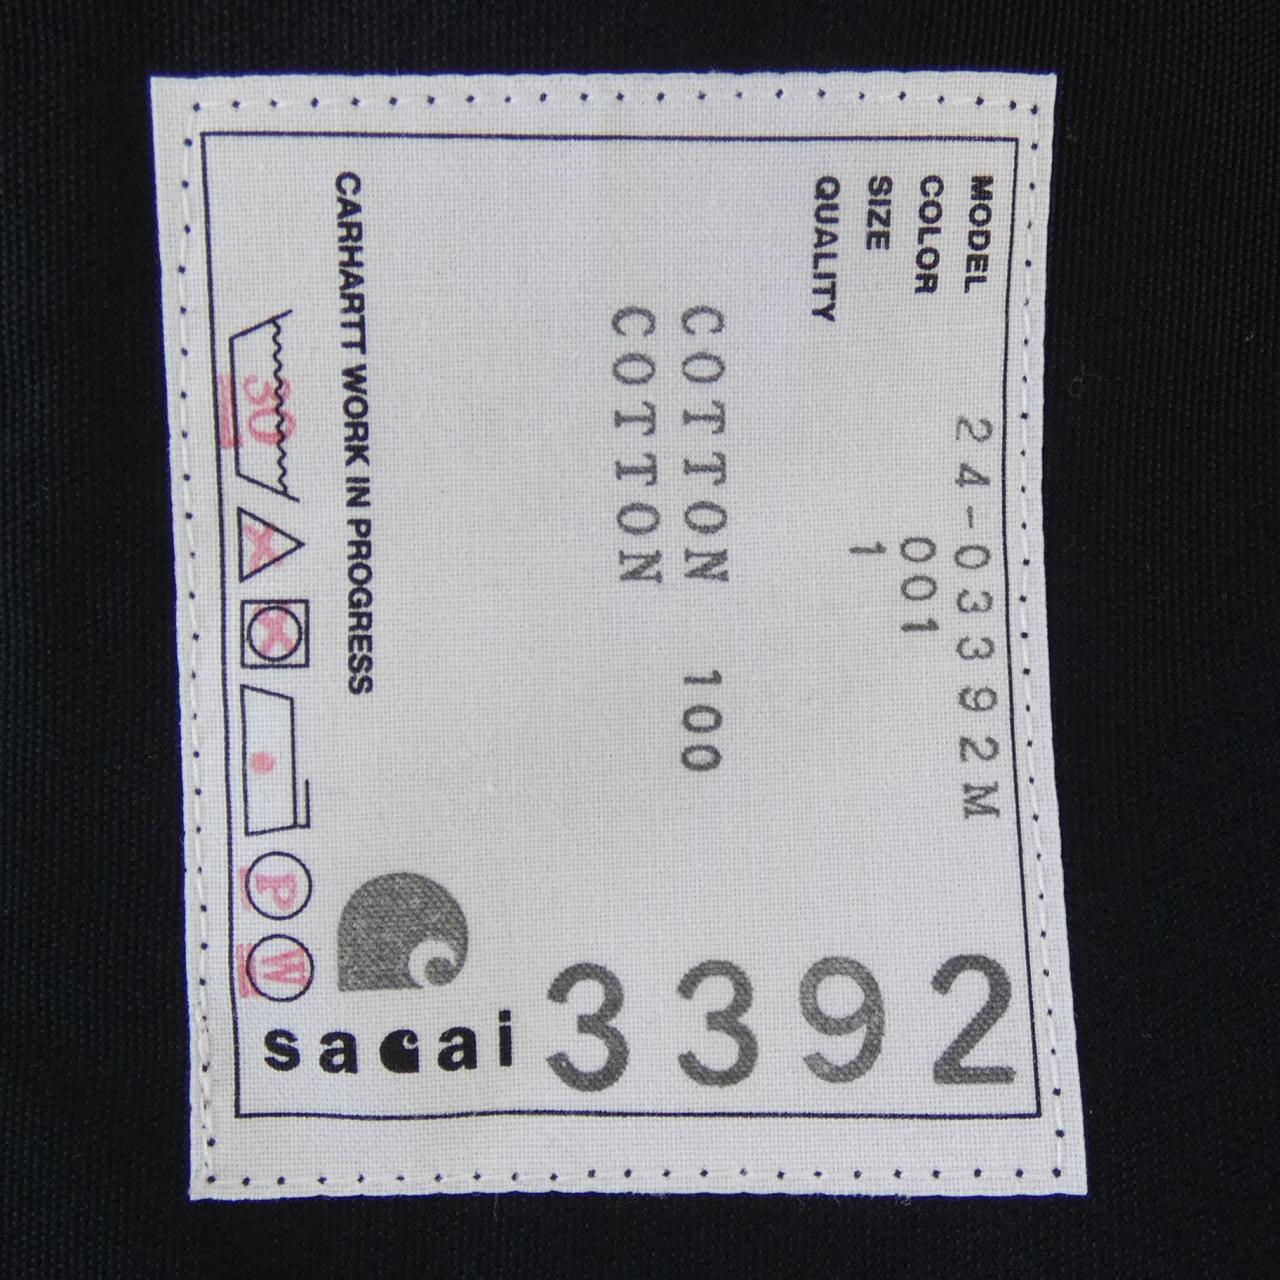 MODEL 24-03392M
COLOR 001
SIZE 1
QUALITY
COTTON 100
COTTON
CARHARTT WORK IN PROGRESS
30
P
W
sacai
3392